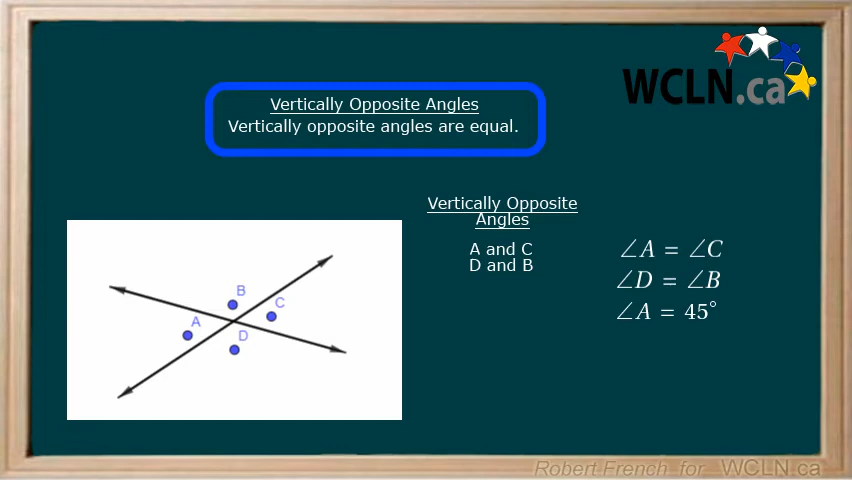 WCLN.ca
Vertically Opposite Angles
Vertically opposite angles are equal.
Vertically Opposite
Angles
A and C
D and B
∠A = ∠C
∠D = ∠B
∠A = 45°
B
C
A
D
Robert French for WCLN.ca